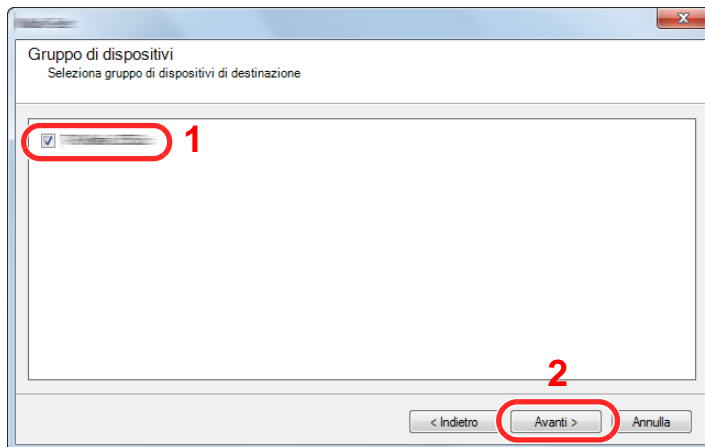 Gruppo di dispositivi
Seleziona gruppo di dispositivi di destinazione
1
2
< Indietro
Avanti >
Annulla